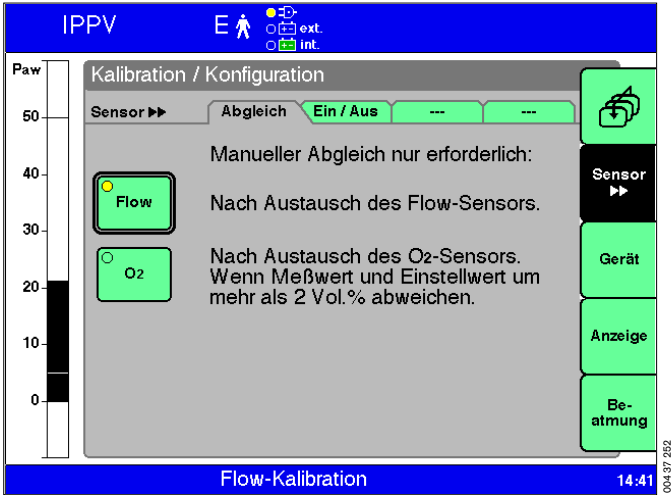 IPPV
E
ext.
int.
Paw
50
40
30
20
10
0
Kalibration / Konfiguration
Sensor ▶▶
Abgleich
Ein / Aus
---
---
Manueller Abgleich nur erforderlich:
Flow
Nach Austausch des Flow-Sensors.
O2
Nach Austausch des O2-Sensors.
Wenn Meßwert und Einstellwert um
mehr als 2 Vol.% abweichen.
Sensor
▶▶
Gerät
Anzeige
Be-
atmung
Flow-Kalibration
14:41
00437 252